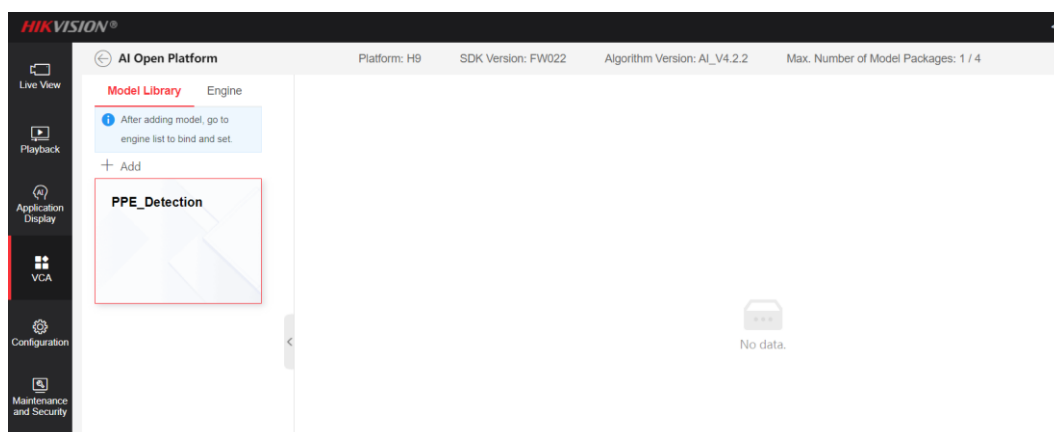 HIKVISION®
AI Open Platform
Platform: H9
SDK Version: FW022
Algorithm Version: AI_V4.2.2
Max. Number of Model Packages: 1 / 4
Live View
Playback
AI
Application
Display
VCA
Configuration
Maintenance
and Security
Model Library
Engine
After adding model, go to
engine list to bind and set.
+ Add
PPE_Detection
No data.